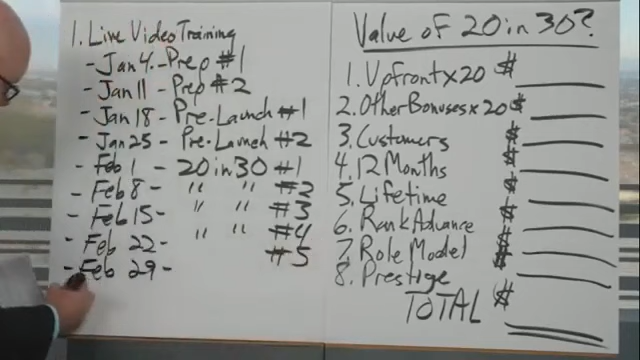 1. Live Video Training
- Jan 4 - Prep #1
- Jan 11 - Prep #2
- Jan 18 - Pre-Launch #1
- Jan 25 - Pre-Launch #2
- Feb 1 - 20 in 30 #1
- Feb 8 - " " #2
- Feb 15 - " " #3
- Feb 22 - " " #4
- Feb 29 - #5
Value of 20 in 30?
1. Upfront x 20 $
2. Other Bonuses x 20 $
3. Customers $
4. 12 Months $
5. Lifetime $
6. Rank Advance $
7. Role Model $
8. Prestige $
TOTAL $